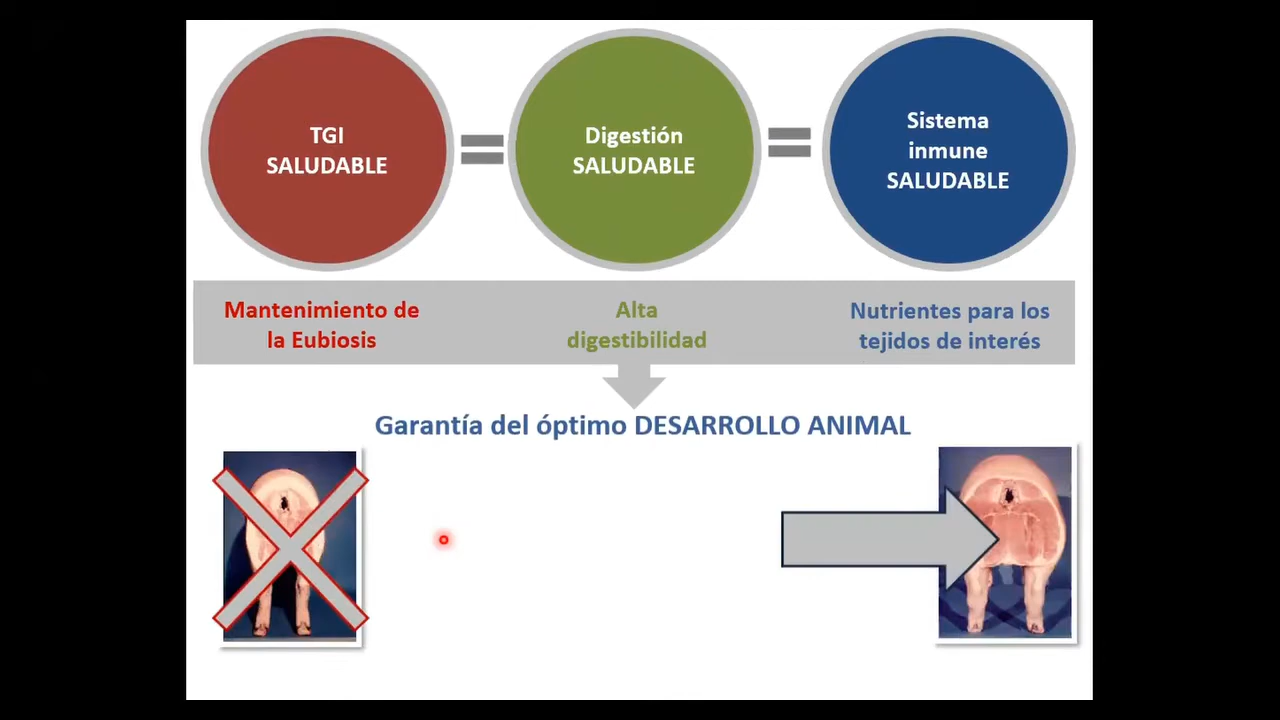 TGI
SALUDABLE
Digestión
SALUDABLE
Sistema
inmune
SALUDABLE
Mantenimiento de
la Eubiosis
Alta
digestibilidad
Nutrientes para los
tejidos de interés
Garantía del óptimo DESARROLLO ANIMAL